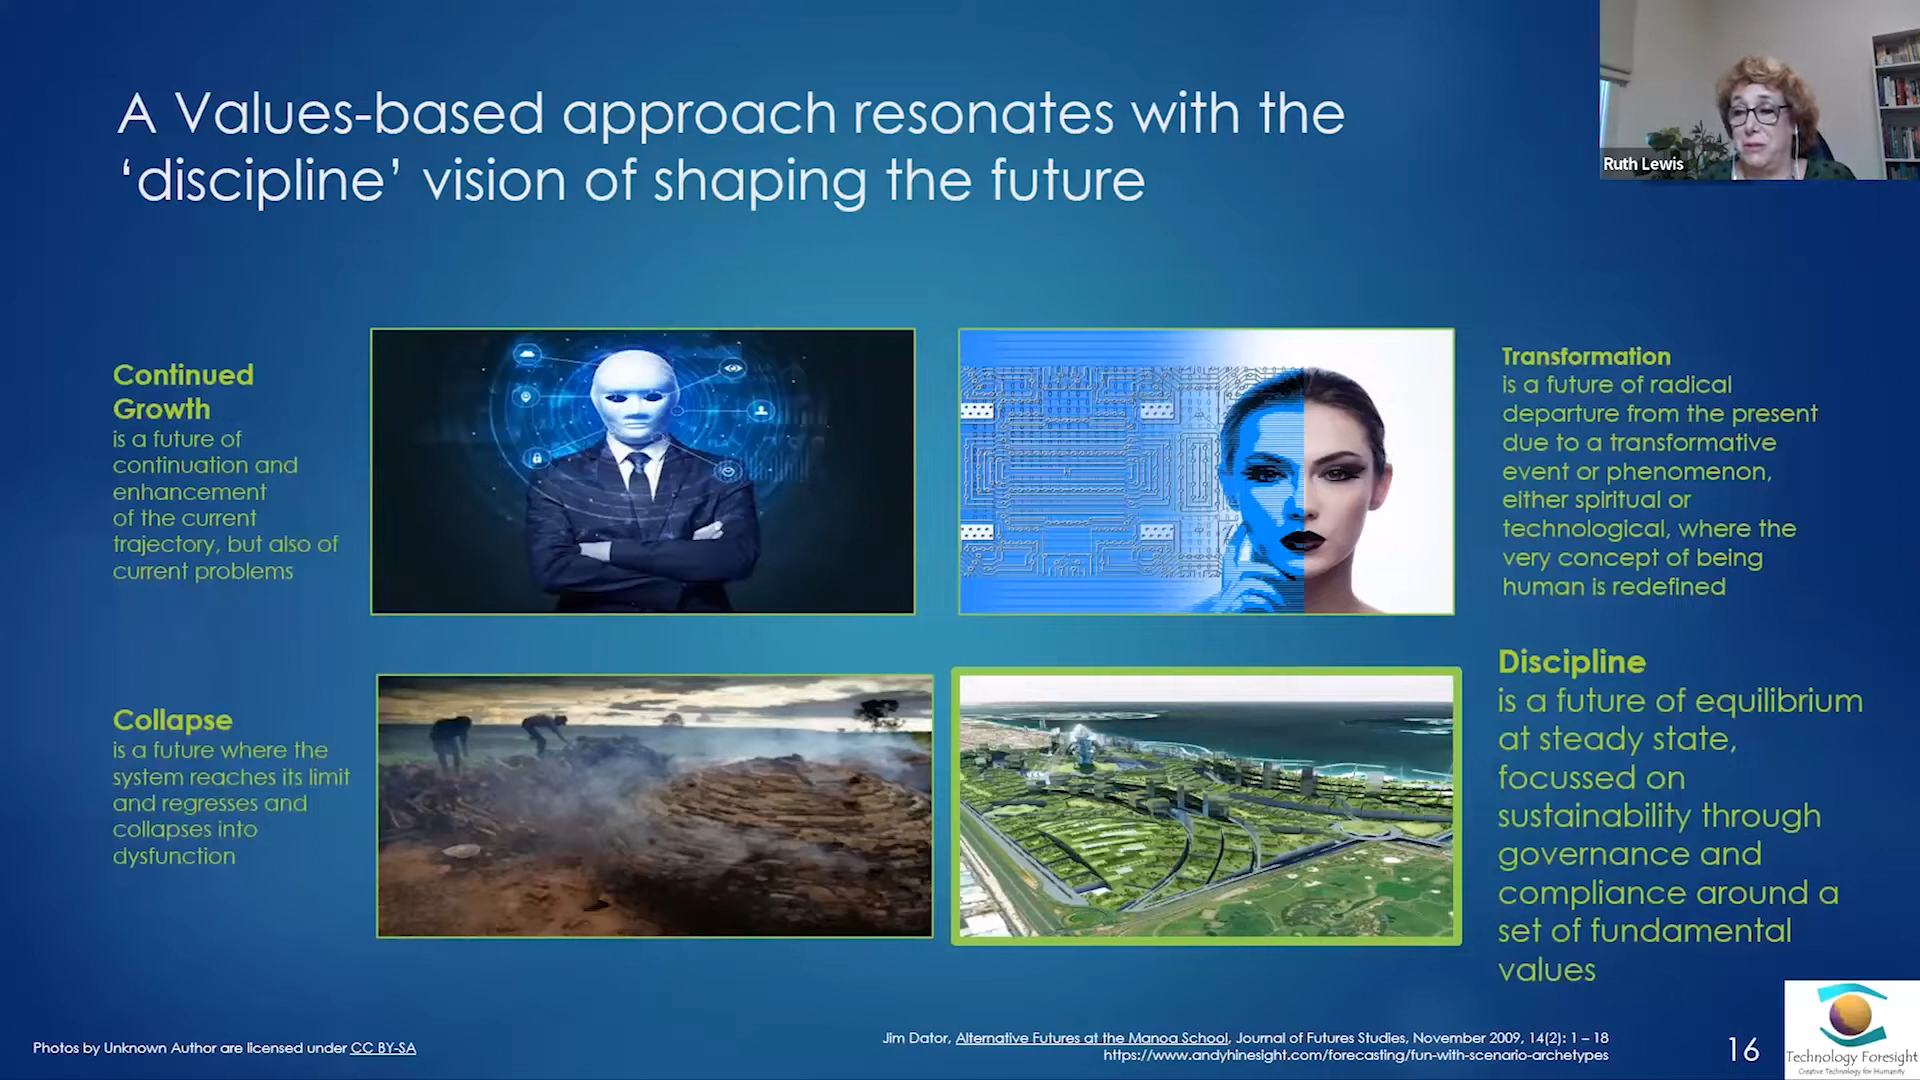 A Values-based approach resonates with the
‘discipline’ vision of shaping the future
Ruth Lewis
Continued
Growth
is a future of
continuation and
enhancement
of the current
trajectory, but also of
current problems
Transformation
is a future of radical
departure from the present
due to a transformative
event or phenomenon,
either spiritual or
technological, where the
very concept of being
human is redefined
Collapse
is a future where the
system reaches its limit
and regresses and
collapses into
dysfunction
Discipline
is a future of equilibrium
at steady state,
focussed on
sustainability through
governance and
compliance around a
set of fundamental
values
Photos by Unknown Author are licensed under CC BY-SA
Jim Dator, Alternative Futures at the Manoa School, Journal of Futures Studies, November 2009, 14(2): 1 – 18
https://www.andyhinesight.com/forecasting/fun-with-scenario-archetypes
16
Technology Foresight
Creative Technology for Humanity